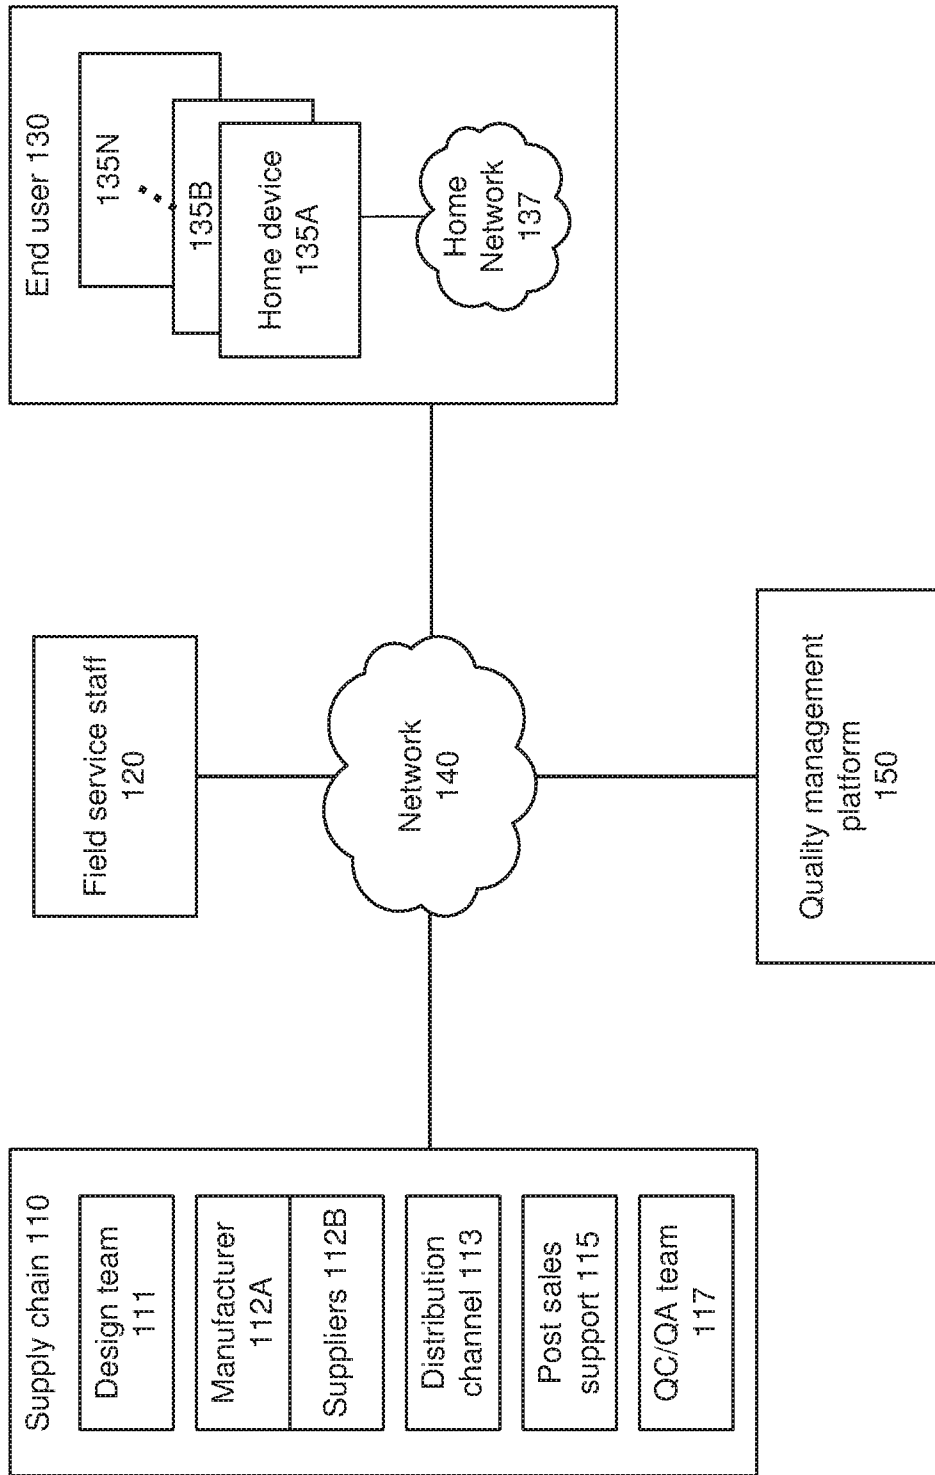 Supply chain 110
Design team
111
Manufacturer
112A
Suppliers 112B
Distribution
channel 113
Post sales
support 115
QC/QA team
117
Field service staff
120
Network
140
Quality management
platform
150
End user 130
135N
135B
Home device
135A
Home
Network
137